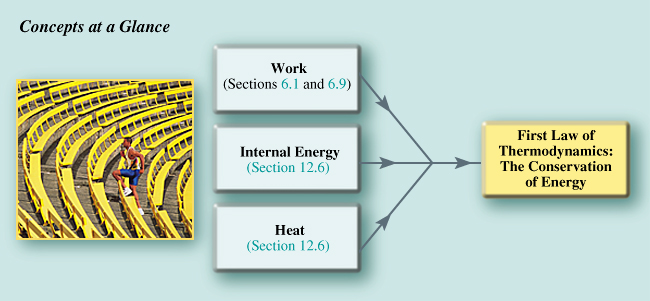 Concepts at a Glance
Work
(Sections 6.1 and 6.9)
Internal Energy
(Section 12.6)
Heat
(Section 12.6)
First Law of
Thermodynamics:
The Conservation
of Energy